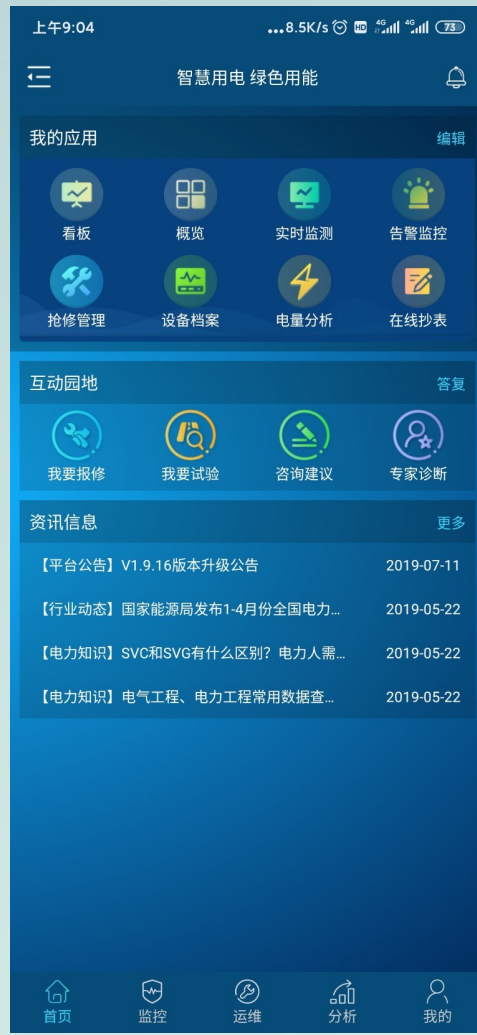 上午9:04 ...8.5K/s HD 4G 4G 73
智慧用电 绿色用能
我的应用 编辑
看板 概览 实时监测 告警监控
抢修管理 设备档案 电量分析 在线抄表
互动园地 答复
我要报修 我要试验 咨询建议 专家诊断
资讯信息 更多
【平台公告】V1.9.16版本升级公告 2019-07-11
【行业动态】国家能源局发布1-4月份全国电力... 2019-05-22
【电力知识】SVC和SVG有什么区别？电力人需... 2019-05-22
【电力知识】电气工程、电力工程常用数据查... 2019-05-22
首页 监控 运维 分析 我的